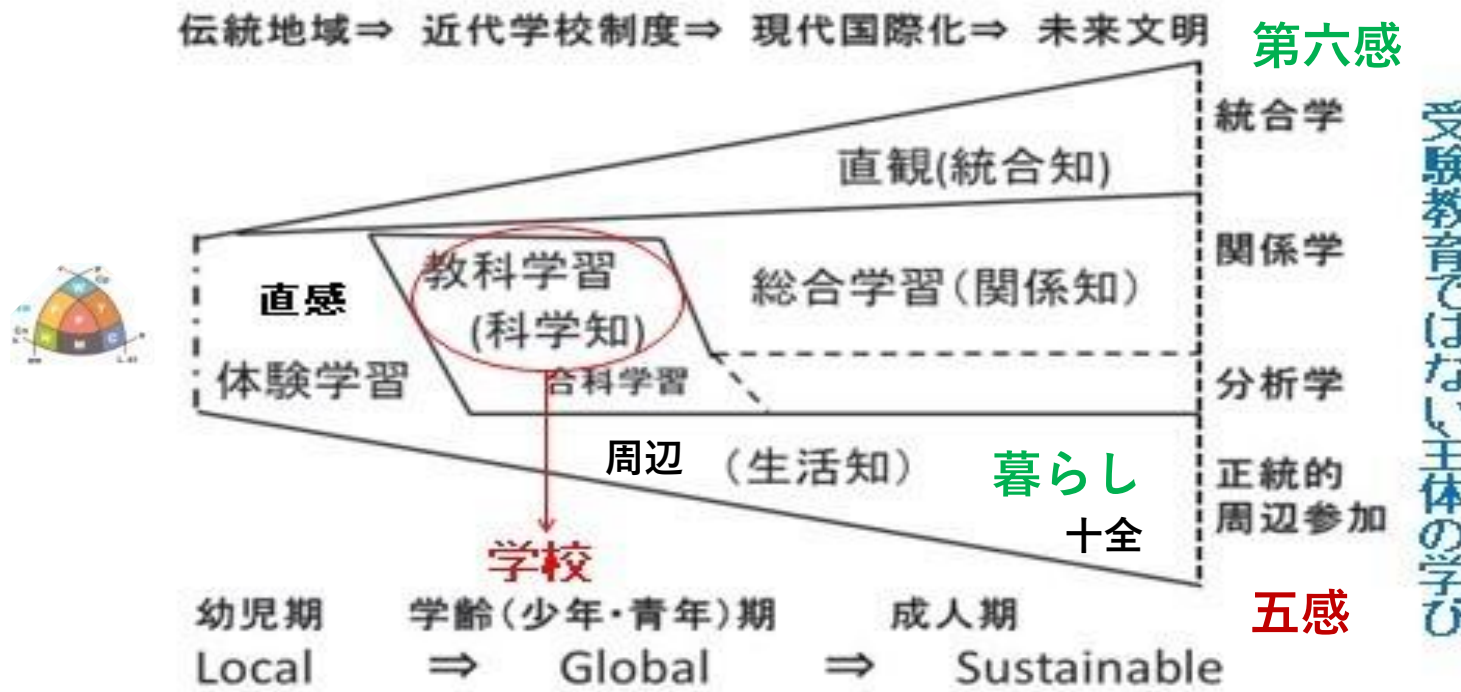 伝統地域⇒ 近代学校制度⇒ 現代国際化⇒ 未来文明
第六感
統合学
直観(統合知)
関係学
教科学習
(科学知)
総合学習(関係知)
直感
体験学習
合科学習
分析学
周辺 (生活知)
暮らし
正統的
周辺参加
十全
学校
五感
幼児期 学齢(少年・青年)期 成人期
Local ⇒ Global ⇒ Sustainable
受験教育ではない、主体の学び